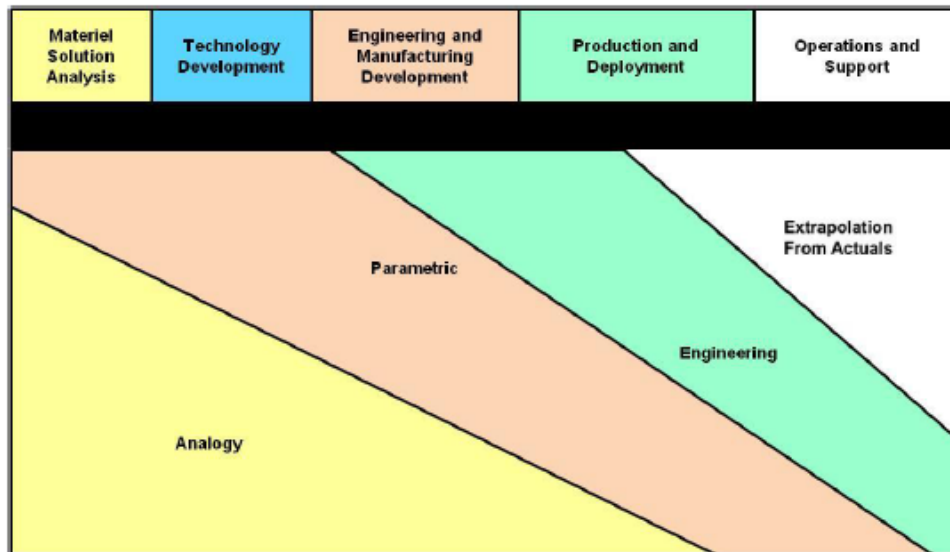 Materiel
Solution
Analysis
Technology
Development
Engineering and
Manufacturing
Development
Production and
Deployment
Operations and
Support
Extrapolation
From Actuals
Parametric
Engineering
Analogy